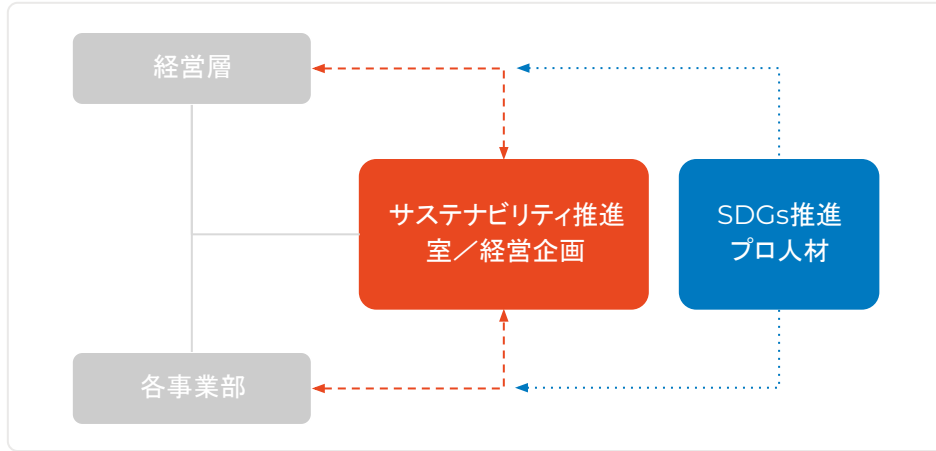 経営層
サステナビリティ推進
室／経営企画
SDGs推進
プロ人材
各事業部